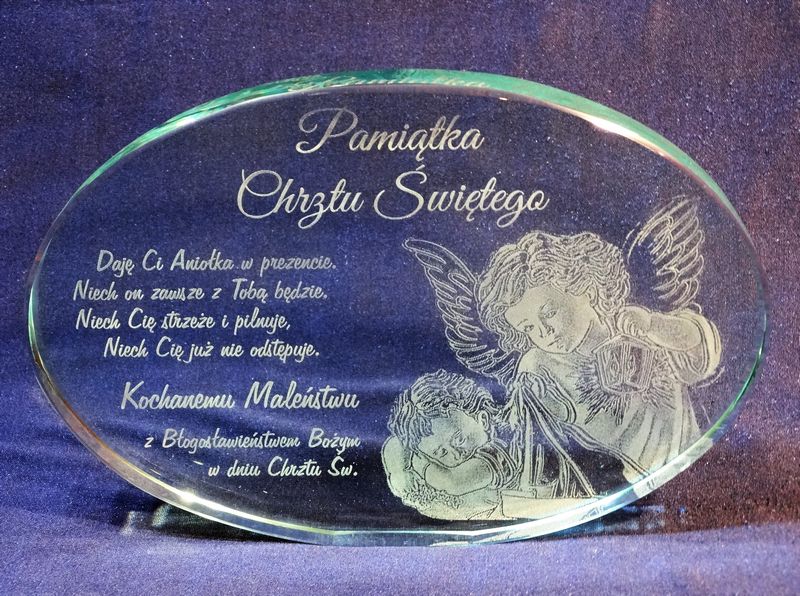 Pamiątka
Chrztu Świętego
Daję Ci Aniołka w prezencie.
Niech on zawsze z Tobą będzie.
Niech Cię strzeże i pilnuje,
Niech Cię już nie odstępuje.
Kochanemu Maleństwu
z Błogosławieństwem Bożym
w dniu Chrztu Św.